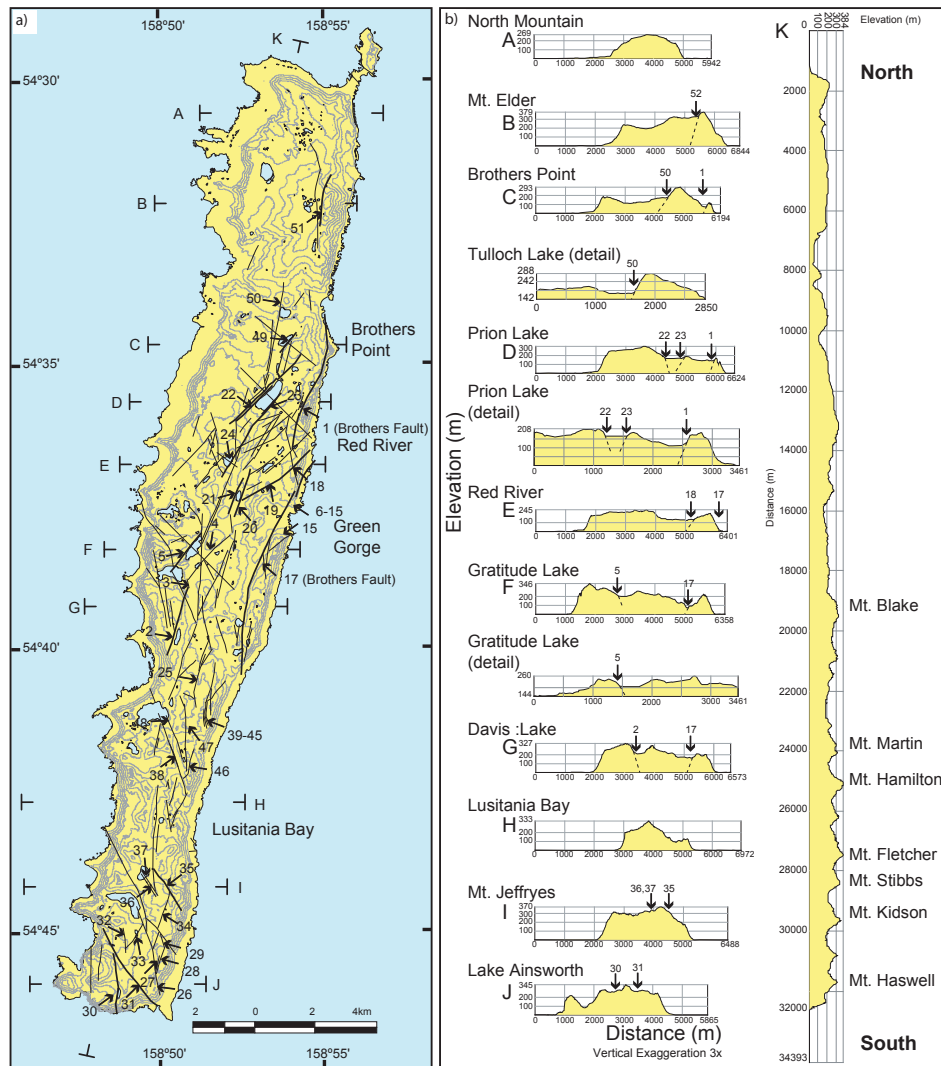 a)
158°50'
158°55'
K
54°30'
A
B
51
50
49
Brothers
Point
C
54°35'
D
22
23
1 (Brothers Fault)
Red River
24
E
18
21
19
6-15
20
4
15
Green
Gorge
F
5
17 (Brothers Fault)
3
G
2
54°40'
25
48
39-45
47
38
46
H
Lusitania Bay
37
35
36
I
32
34
54°45'
33
29
28
27
26
J
31
30
2 0 2 4km
158°50'
158°55'
b)
North Mountain
A
269
200
100
0 1000 2000 3000 4000 5000 5942
Mt. Elder
B
52
379
300
200
100
0 1000 2000 3000 4000 5000 6000 6844
Brothers Point
C
50 1
293
200
100
0 1000 2000 3000 4000 5000 6194
Tulloch Lake (detail)
50
288
242
142
0 1000 2000 2850
Prion Lake
D
22 23 1
300
200
100
0 1000 2000 3000 4000 5000 6624
Prion Lake
(detail)
22 23 1
208
100
0 1000 2000 3000 3461
Red River
E
18 17
245
100
0 1000 2000 3000 4000 5000 6401
Gratitude Lake
F
5 17
346
200
100
0 1000 2000 3000 4000 5000 6358
Gratitude Lake
(detail)
5
260
144
0 1000 2000 3000 3461
Davis :Lake
G
2 17
327
200
100
0 1000 2000 3000 4000 5000 6573
Lusitania Bay
H
333
200
100
0 1000 2000 3000 4000 5000 6972
Mt. Jeffryes
I
36,37 35
370
200
100
0 1000 2000 3000 4000 5000 6488
Lake Ainsworth
J
30 31
345
200
100
0 1000 2000 3000 4000 5865
Elevation (m)
Distance (m)
Vertical Exaggeration 3x
K
0 100 200 300 384
Elevation (m)
North
2000
4000
6000
8000
10000
12000
14000
16000
18000
20000
22000
24000
26000
28000
30000
32000
34393
Distance (m)
Mt. Blake
Mt. Martin
Mt. Hamilton
Mt. Fletcher
Mt. Stibbs
Mt. Kidson
Mt. Haswell
South